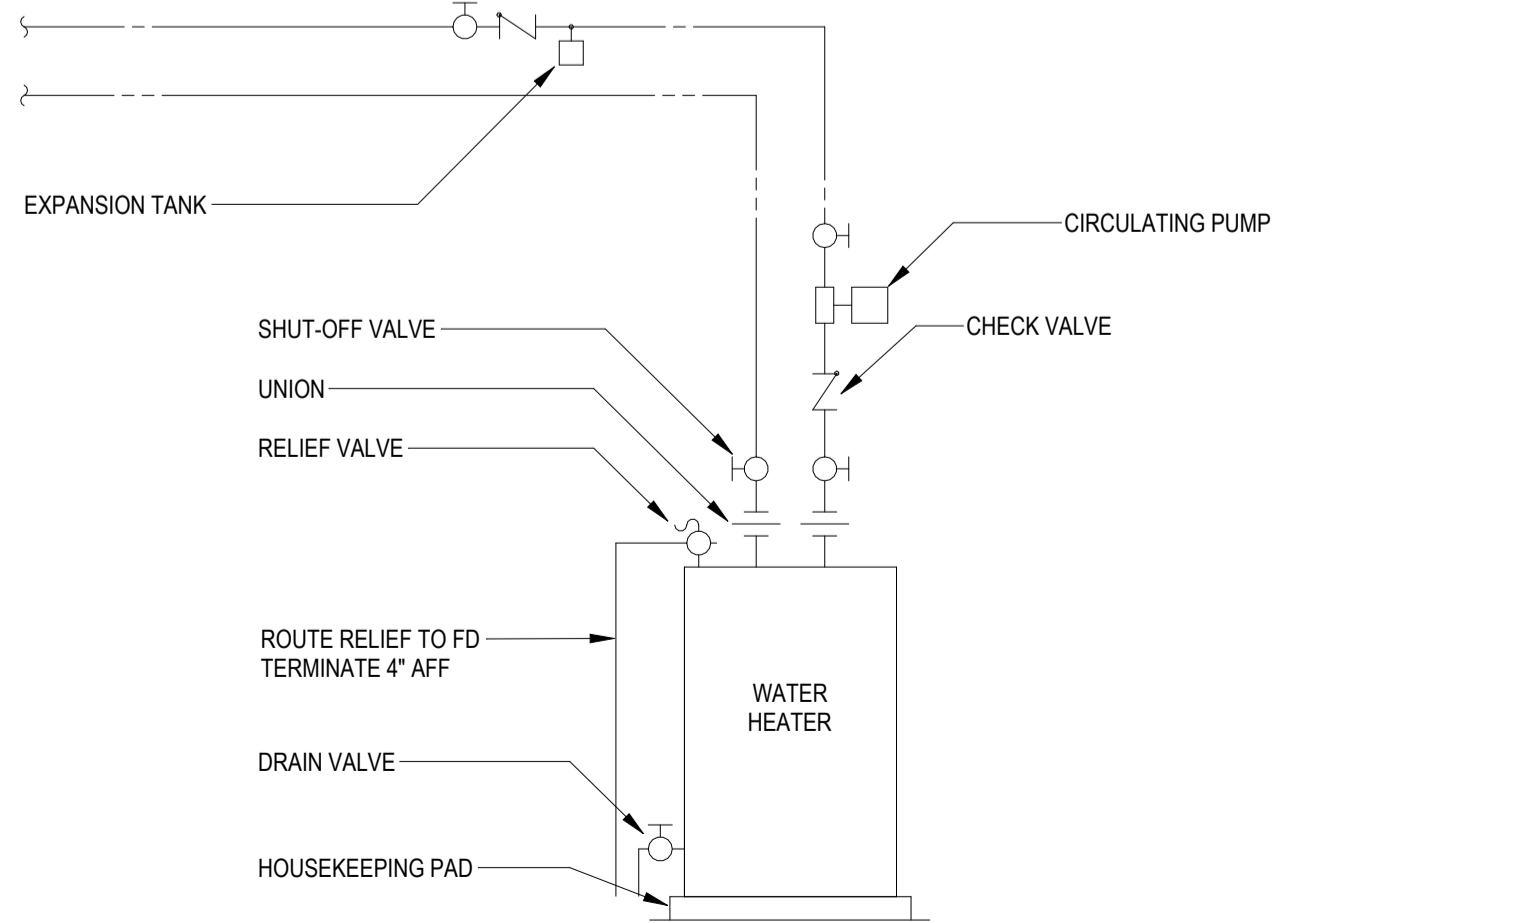 EXPANSION TANK
CIRCULATING PUMP
SHUT-OFF VALVE
CHECK VALVE
UNION
RELIEF VALVE
ROUTE RELIEF TO FD
TERMINATE 4" AFF
WATER
HEATER
DRAIN VALVE
HOUSEKEEPING PAD